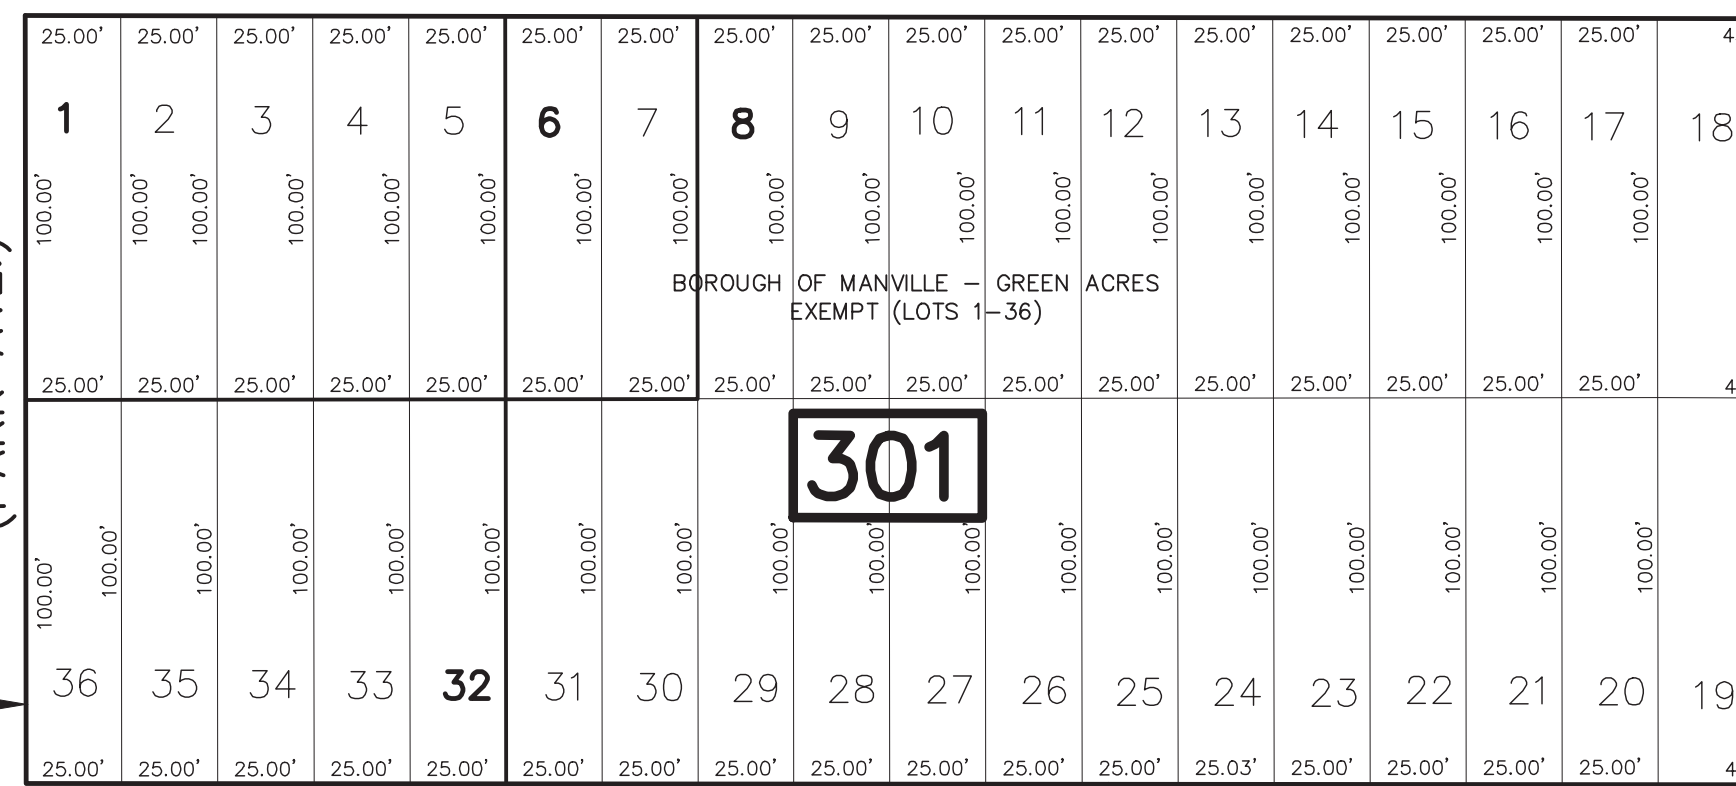 25.00' 25.00' 25.00' 25.00' 25.00' 25.00' 25.00' 25.00' 25.00' 25.00' 25.00' 25.00' 25.00' 25.00' 25.00' 25.00' 25.00' 4
1 2 3 4 5 6 7 8 9 10 11 12 13 14 15 16 17 18
100.00' 100.00' 100.00' 100.00' 100.00' 100.00' 100.00' 100.00' 100.00' 100.00' 100.00' 100.00' 100.00' 100.00' 100.00' 100.00' 100.00' 100.00'
BOROUGH OF MANVILLE – GREEN ACRES
EXEMPT (LOTS 1–36)
25.00' 25.00' 25.00' 25.00' 25.00' 25.00' 25.00' 25.00' 25.00' 25.00' 25.00' 25.00' 25.00' 25.00' 25.00' 25.00' 25.00' 4
301
100.00' 100.00' 100.00' 100.00' 100.00' 100.00' 100.00' 100.00' 100.00' 100.00' 100.00' 100.00' 100.00' 100.00' 100.00' 100.00' 100.00' 100.00'
36 35 34 33 32 31 30 29 28 27 26 25 24 23 22 21 20 19
25.00' 25.00' 25.00' 25.00' 25.00' 25.00' 25.00' 25.00' 25.00' 25.00' 25.00' 25.00' 25.03' 25.00' 25.00' 25.00' 25.00' 4